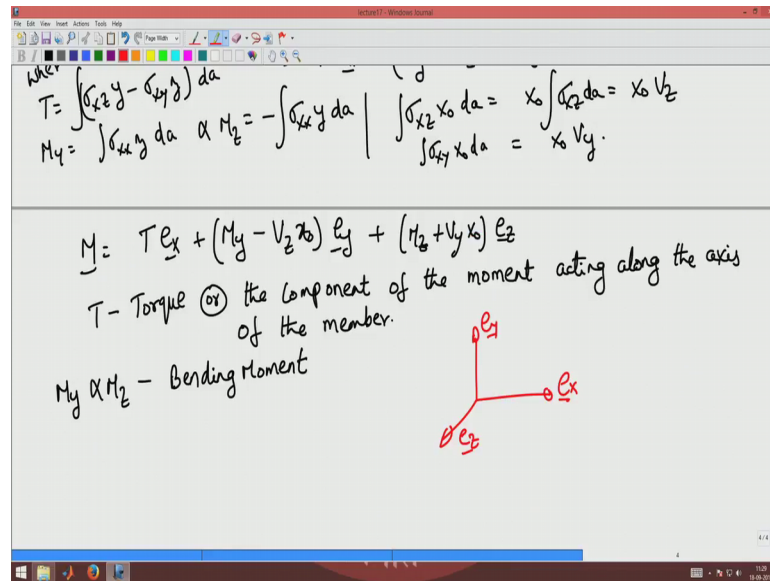 lecture17 - Windows Journal
File Edit View Insert Actions Tools Help
Page Width
B I
wher
T = ∫(σxz y - σxy z) da
My = ∫σxx z da & Mz = -∫σxx y da | ∫σxz x₀ da = x₀ ∫σxz da = x₀ Vz
∫σxy x₀ da = x₀ Vy.
M = T ex + (My - Vz x₀) ey + (Mz + Vy x₀) ez
T - Torque (or) the component of the moment acting along the axis
of the member.
My & Mz - Bending Moment
ey
ex
ez
4/4
4
11:29